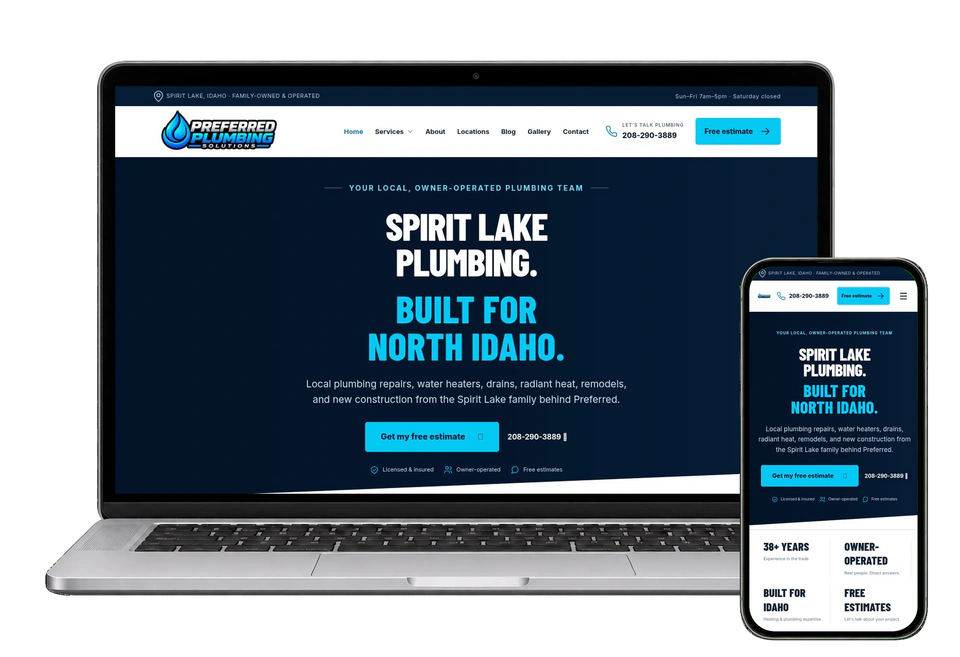 SPIRIT LAKE, IDAHO · FAMILY-OWNED & OPERATED
Sun–Fri 7am–5pm · Saturday closed
PREFERRED
PLUMBING
SOLUTIONS
Home Services About Locations Blog Gallery Contact
LET'S TALK PLUMBING
208-290-3889
Free estimate
YOUR LOCAL, OWNER-OPERATED PLUMBING TEAM
SPIRIT LAKE
PLUMBING.
BUILT FOR
NORTH IDAHO.
Local plumbing repairs, water heaters, drains, radiant heat, remodels,
and new construction from the Spirit Lake family behind Preferred.
Get my free estimate
208-290-3889
Licensed & insured Owner-operated Free estimates
SPIRIT LAKE, IDAHO · FAMILY-OWNED & OPERATED
208-290-3889
Free estimate
YOUR LOCAL, OWNER-OPERATED PLUMBING TEAM
SPIRIT LAKE
PLUMBING.
BUILT FOR
NORTH IDAHO.
Local plumbing repairs, water heaters, drains,
radiant heat, remodels, and new construction from
the Spirit Lake family behind Preferred.
Get my free estimate
208-290-3889
Licensed & insured Owner-operated Free estimates
38+ YEARS
Experience in the trade
OWNER-
OPERATED
Real people. Direct answers.
BUILT FOR
IDAHO
Heating & plumbing expertise
FREE
ESTIMATES
Let's talk about your project